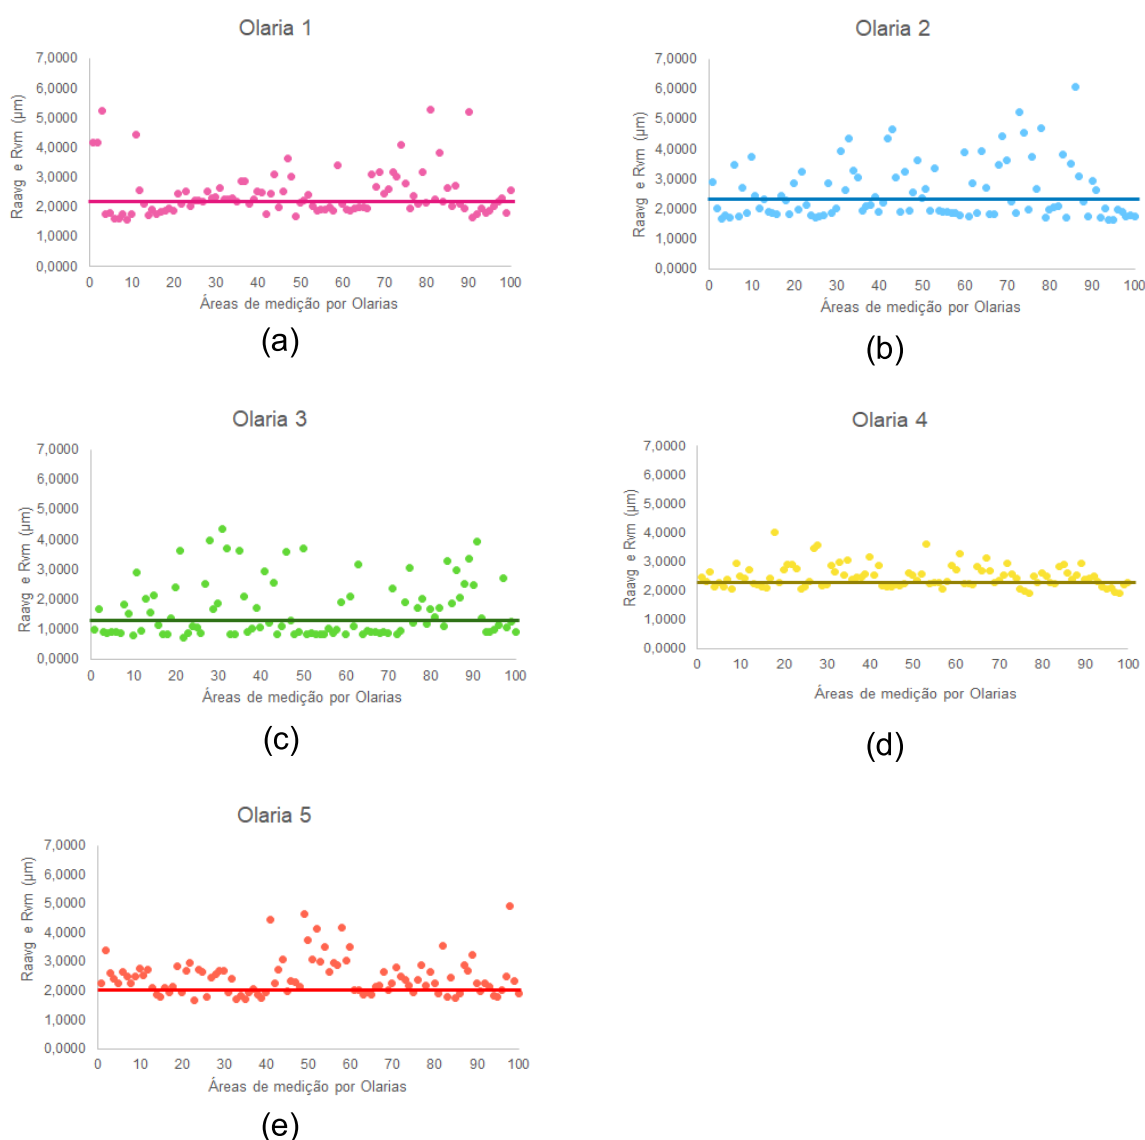 Olaria 1
Raavg e Rvm (µm)
7,0000
6,0000
5,0000
4,0000
3,0000
2,0000
1,0000
0,0000
0 10 20 30 40 50 60 70 80 90 100
Áreas de medição por Olarias
(a)
Olaria 2
Raavg e Rvm (µm)
7,0000
6,0000
5,0000
4,0000
3,0000
2,0000
1,0000
0,0000
0 10 20 30 40 50 60 70 80 90 100
Áreas de medição por Olarias
(b)
Olaria 3
Raavg e Rvm (µm)
7,0000
6,0000
5,0000
4,0000
3,0000
2,0000
1,0000
0,0000
0 10 20 30 40 50 60 70 80 90 100
Áreas de medição por Olarias
(c)
Olaria 4
Raavg e Rvm (µm)
7,0000
6,0000
5,0000
4,0000
3,0000
2,0000
1,0000
0,0000
0 10 20 30 40 50 60 70 80 90 100
Áreas de medição por Olarias
(d)
Olaria 5
Raavg e Rvm (µm)
7,0000
6,0000
5,0000
4,0000
3,0000
2,0000
1,0000
0,0000
0 10 20 30 40 50 60 70 80 90 100
Áreas de medição por Olarias
(e)